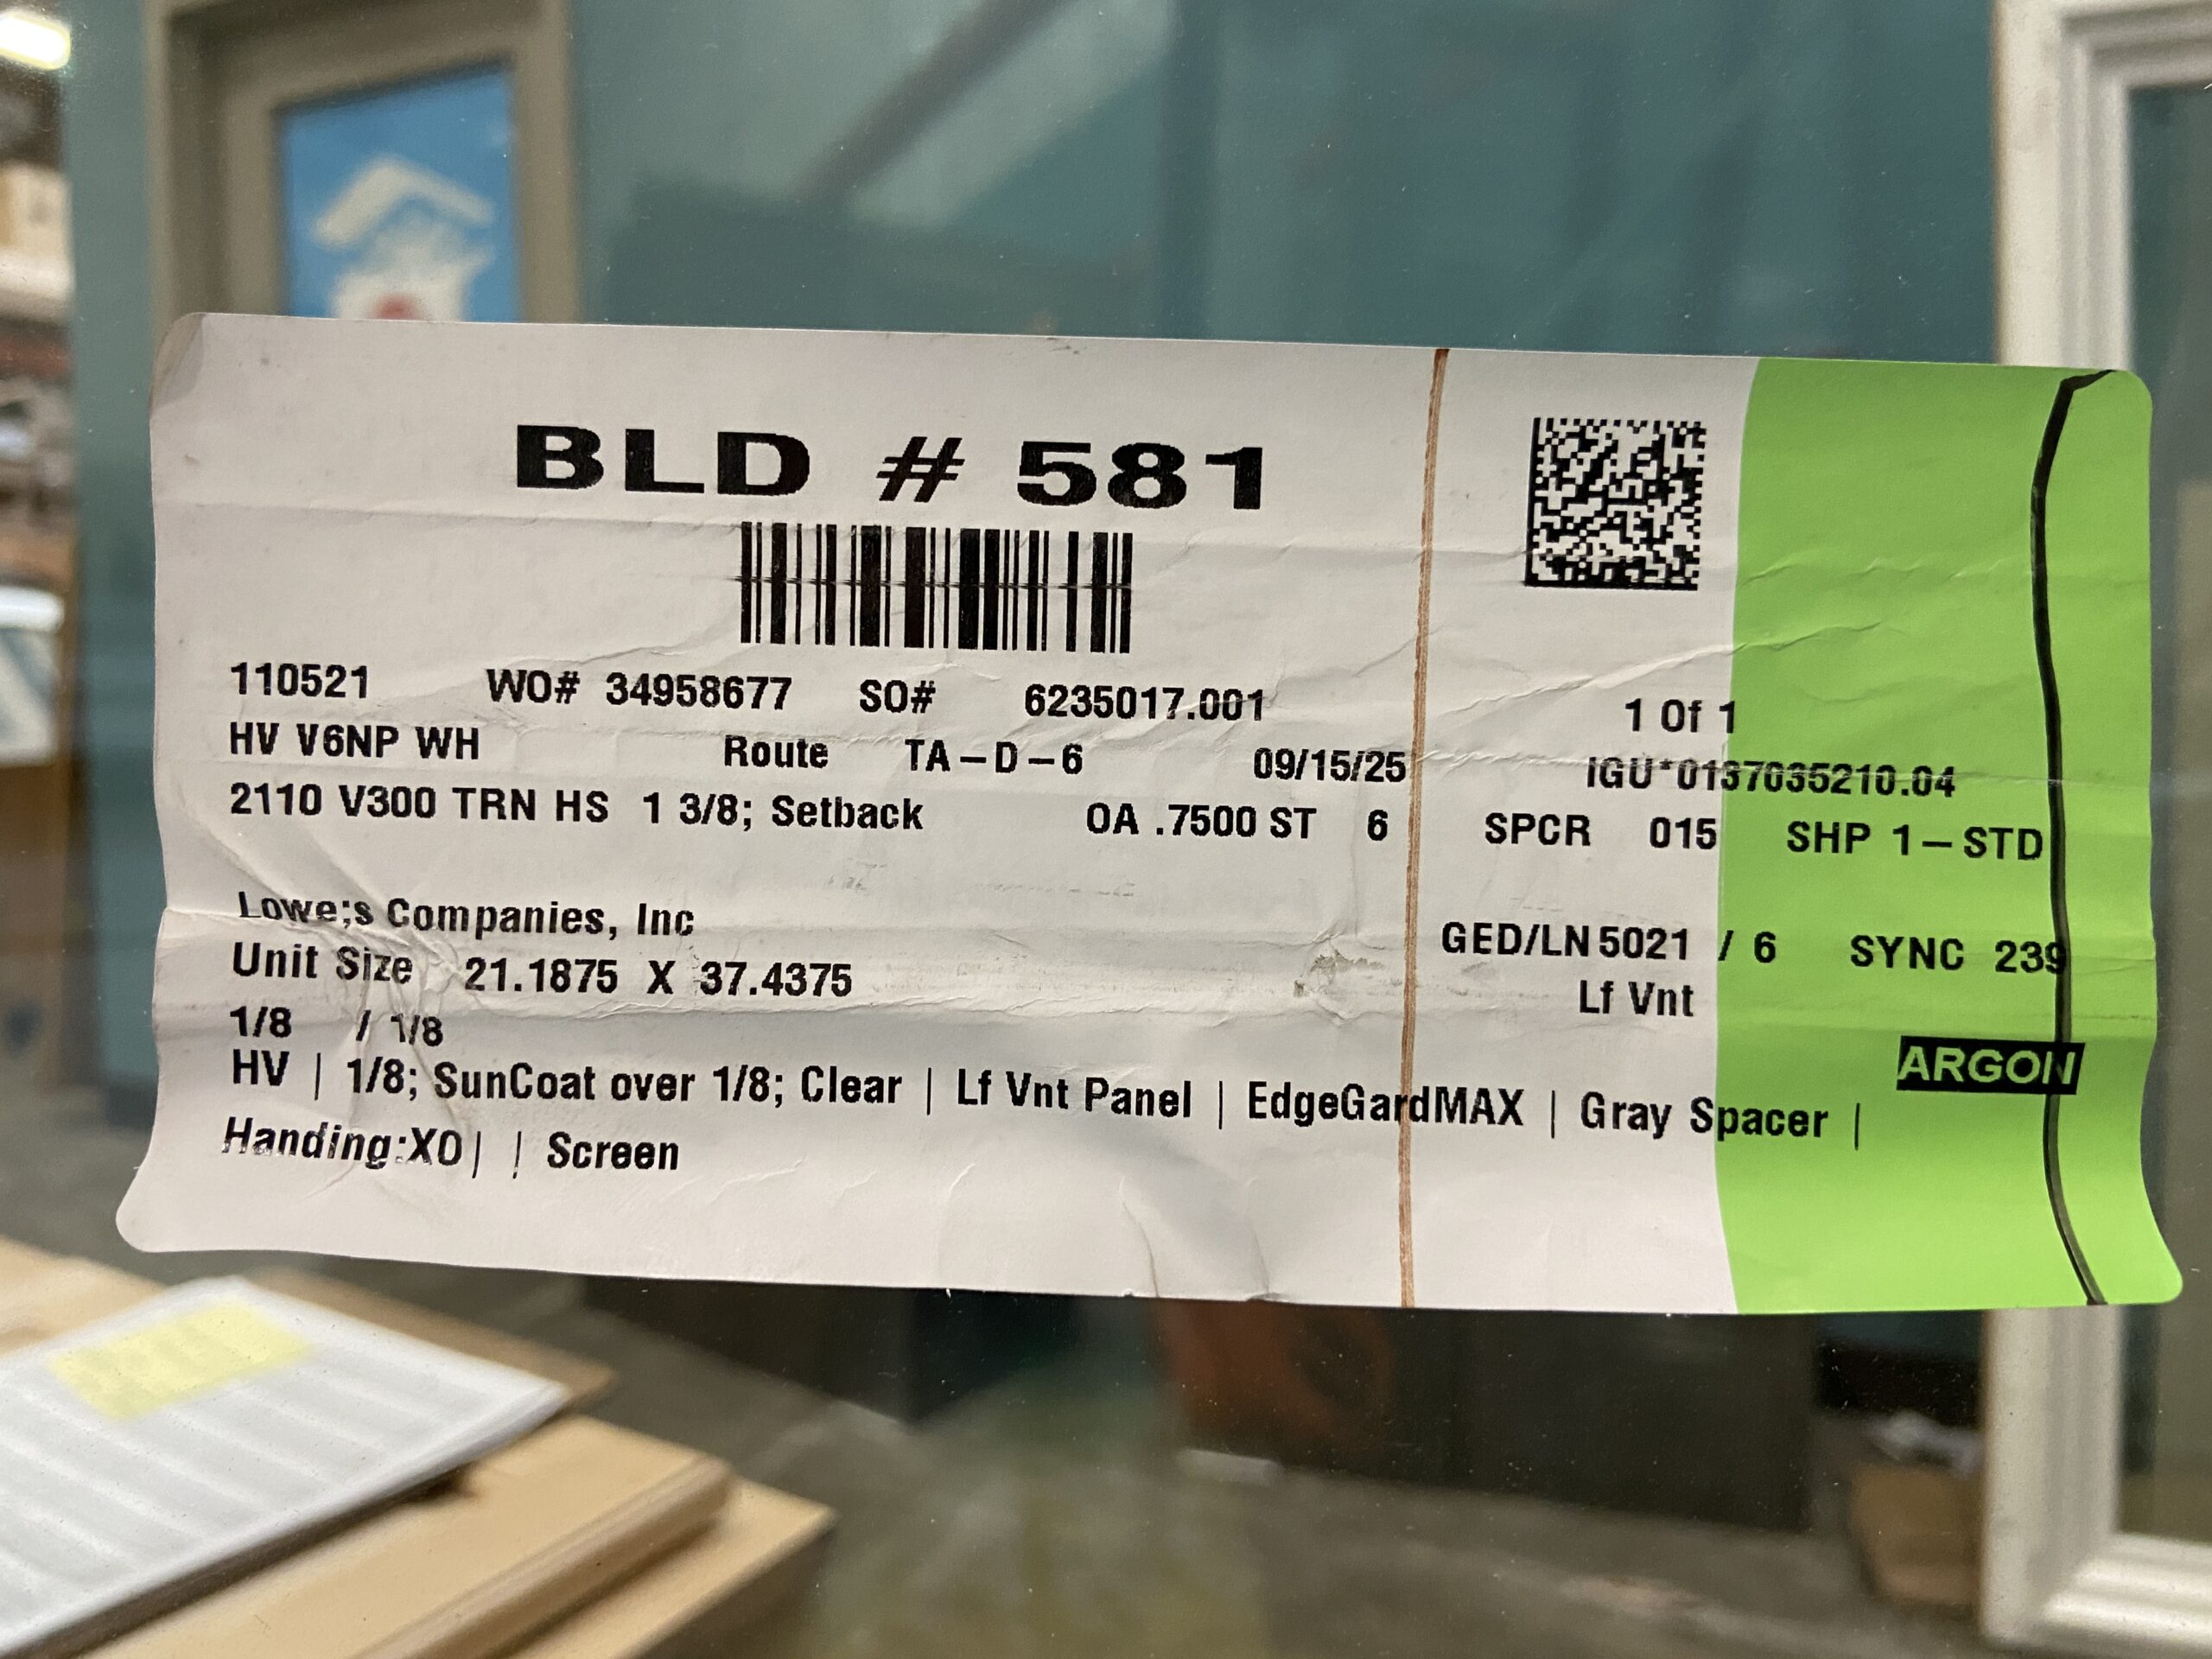 BLD # 581
110521 WO# 34958677 SO# 6235017.001 1 Of 1
HV V6NP WH Route TA-D-6 09/15/25 IGU*0137035210.04
2110 V300 TRN HS 1 3/8; Setback OA .7500 ST 6 SPCR 015 SHP 1-STD
Lowe;s Companies, Inc GED/LN 5021 / 6 SYNC 239
Unit Size 21.1875 X 37.4375 Lf Vnt
1/8 / 1/8 ARGON
HV | 1/8; SunCoat over 1/8; Clear | Lf Vnt Panel | EdgeGardMAX | Gray Spacer |
Handing:XO| | Screen